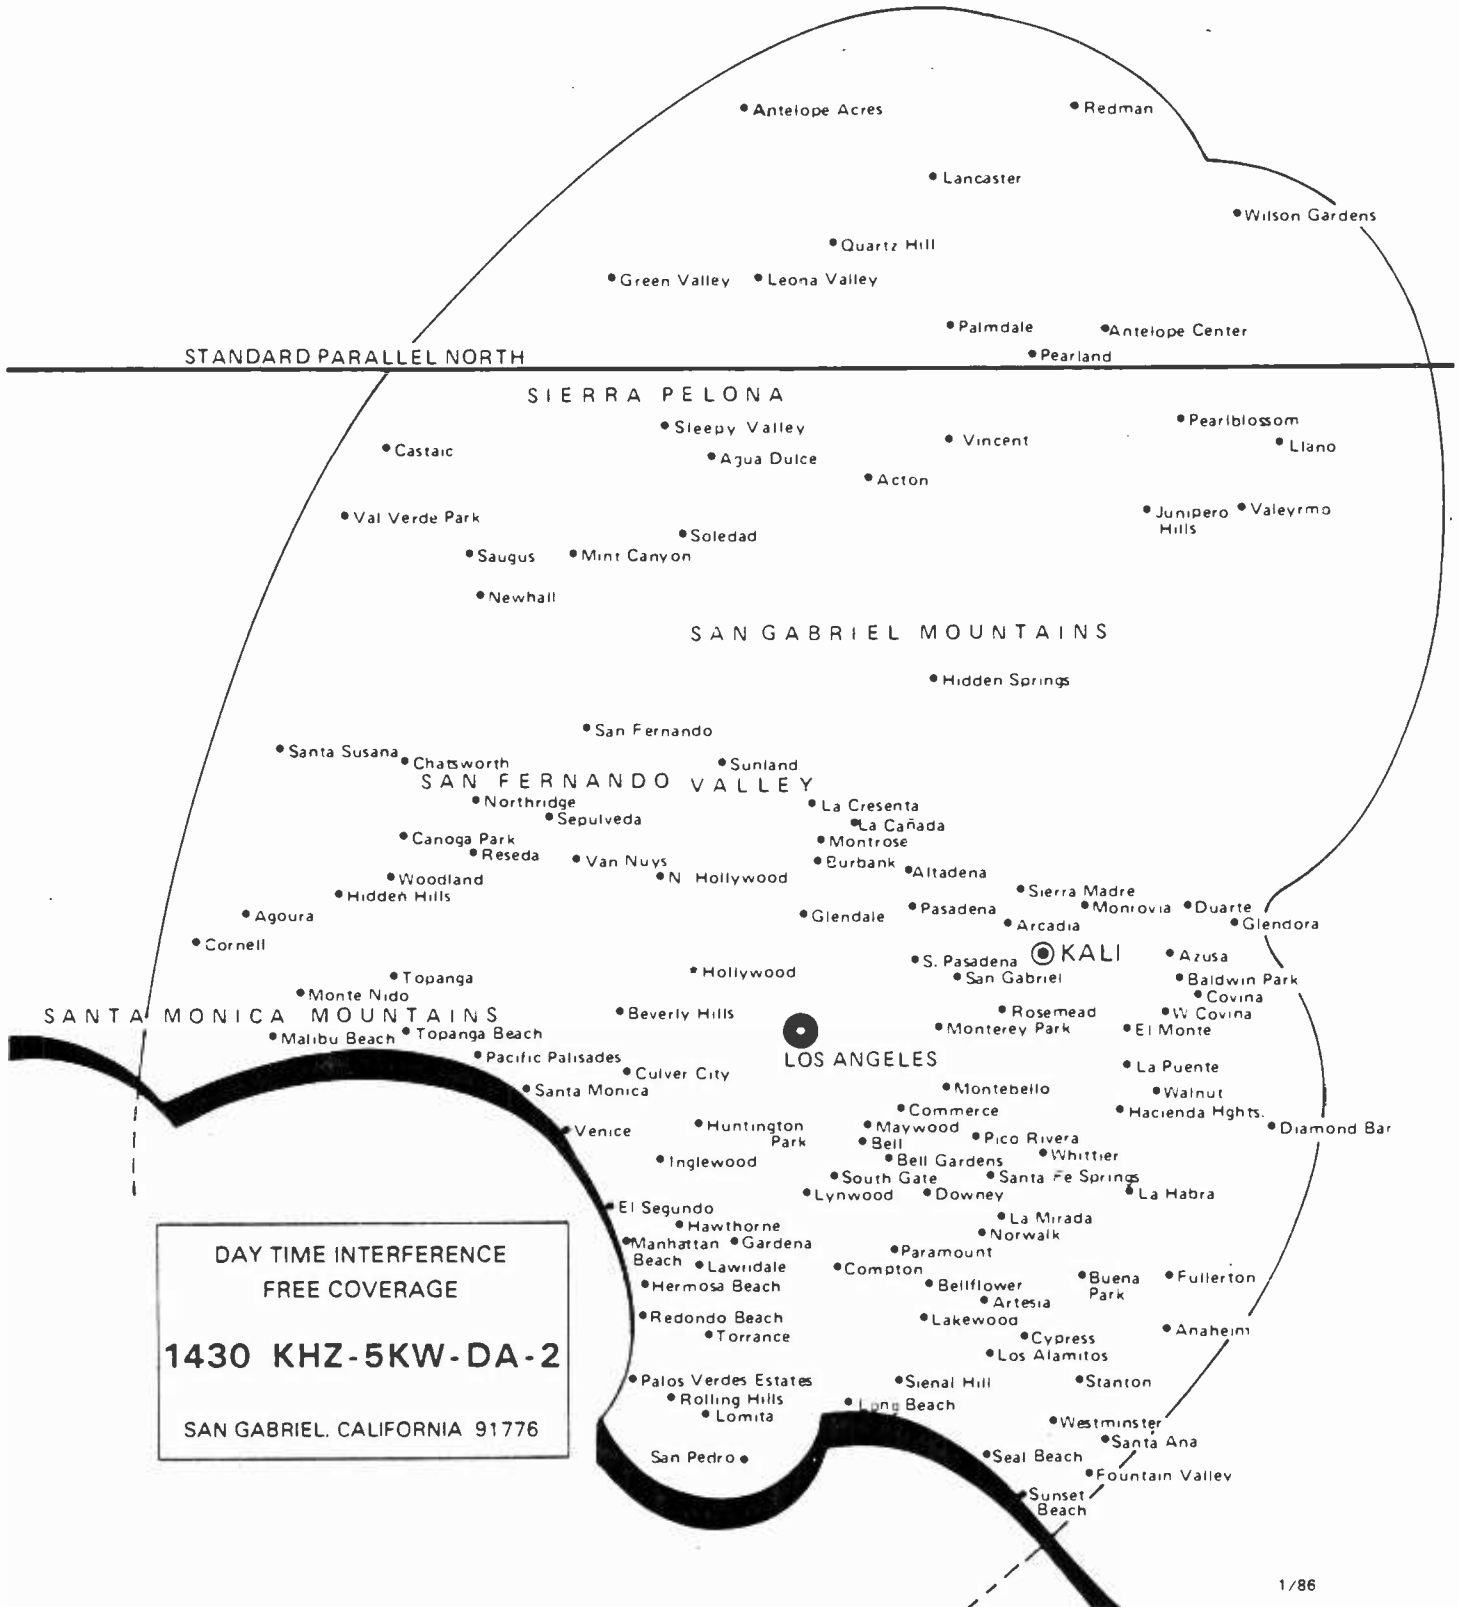 Antelope Acres
Redman
Lancaster
Wilson Gardens
Quartz Hill
Green Valley
Leona Valley
Palmdale
Antelope Center
Pearland
STANDARD PARALLEL NORTH
SIERRA PELONA
Sleepy Valley
Pearlblossom
Vincent
Llano
Castaic
Agua Dulce
Acton
Val Verde Park
Junipero
Hills
Valeyrmo
Soledad
Saugus
Mint Canyon
Newhall
SAN GABRIEL MOUNTAINS
Hidden Springs
San Fernando
Santa Susana
Chatsworth
Sunland
SAN FERNANDO VALLEY
Northridge
La Cresenta
Sepulveda
La Cañada
Canoga Park
Montrose
Reseda
Van Nuys
Burbank
Altadena
Woodland
N Hollywood
Hidden Hills
Sierra Madre
Agoura
Glendale
Pasadena
Monrovia
Duarte
Arcadia
Glendora
Cornell
KALI
S. Pasadena
Azusa
Topanga
Hollywood
San Gabriel
Baldwin Park
Monte Nido
Covina
SANTA MONICA MOUNTAINS
Beverly Hills
Rosemead
W Covina
Malibu Beach
Topanga Beach
Monterey Park
El Monte
Pacific Palisades
LOS ANGELES
La Puente
Culver City
Santa Monica
Montebello
Walnut
Commerce
Hacienda Hghts.
Venice
Huntington
Park
Maywood
Diamond Bar
Bell
Pico Rivera
Inglewood
Bell Gardens
Whittier
South Gate
Santa Fe Springs
Lynwood
Downey
La Habra
El Segundo
La Mirada
Hawthorne
Norwalk
Manhattan
Beach
Gardena
Paramount
Lawndale
Compton
Buena
Park
Fullerton
Hermosa Beach
Bellflower
Artesia
Redondo Beach
Lakewood
Torrance
Cypress
Anaheim
Los Alamitos
Palos Verdes Estates
Sienal Hill
Stanton
Rolling Hills
Long Beach
Lomita
Westminster
Santa Ana
San Pedro
Seal Beach
Fountain Valley
Sunset
Beach
DAY TIME INTERFERENCE
FREE COVERAGE
1430 KHZ-5KW-DA-2
SAN GABRIEL. CALIFORNIA 91776
1/86